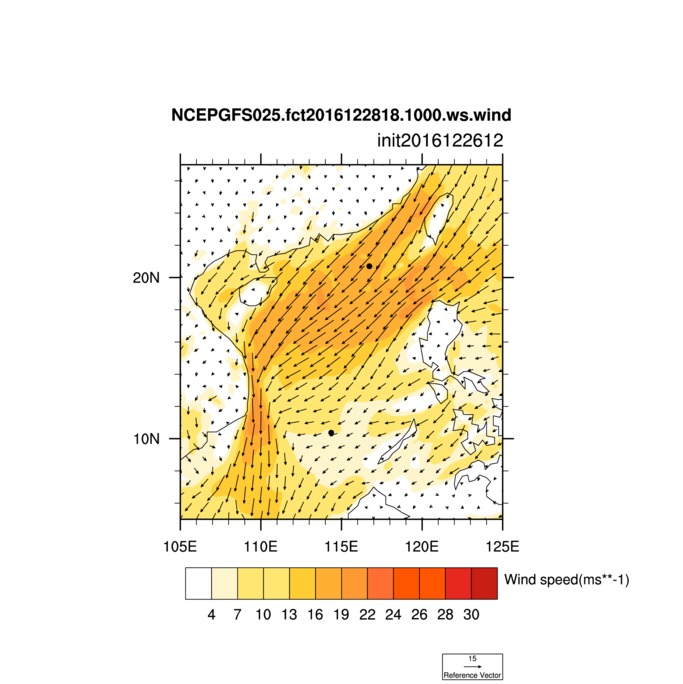 NCEPGFS025.fct2016122818.1000.ws.wind
init2016122612
20N
10N
105E 110E 115E 120E 125E
Wind speed(ms**-1)
4 7 10 13 16 19 22 24 26 28 30
15
Reference Vector